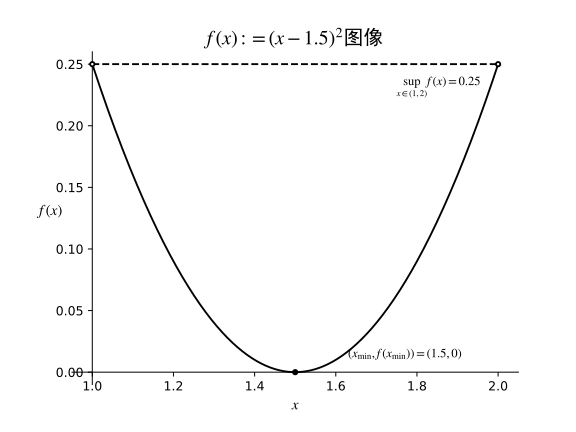 f(x):=(x−1.5)²图像
0.25
sup f(x)=0.25
x∈(1,2)
0.20
0.15
f(x)
0.10
0.05
(x_min,f(x_min))=(1.5,0)
0.00
1.0 1.2 1.4 1.6 1.8 2.0
x